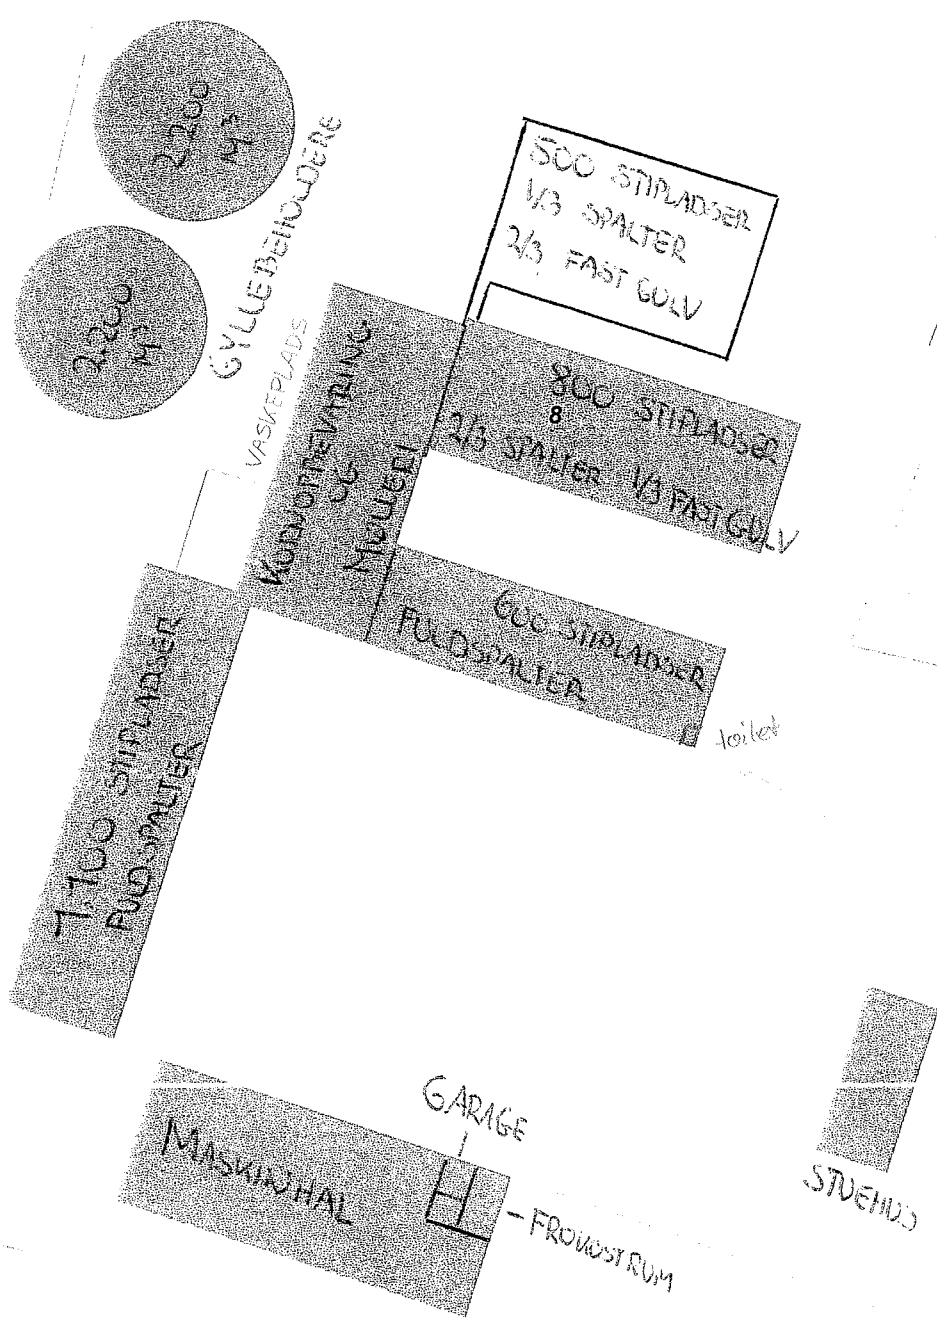 2.200
M³
2.200
M³
GYLLEBEHOLDERE
VASKEPLADS
500 STIPLADSER
1/3 SPALTER
2/3 FAST GULV
KORNOPBEVARING
OG
MØLLERI
800 STIPLADSER
8
2/3 SPALTER 1/3 FAST GULV
600 STIPLADSER
FULDSPALTER
toilet
1.100 STIPLADSER
FULDSPALTER
GARAGE
MASKINHAL
- FROKOSTRUM
STUEHUS